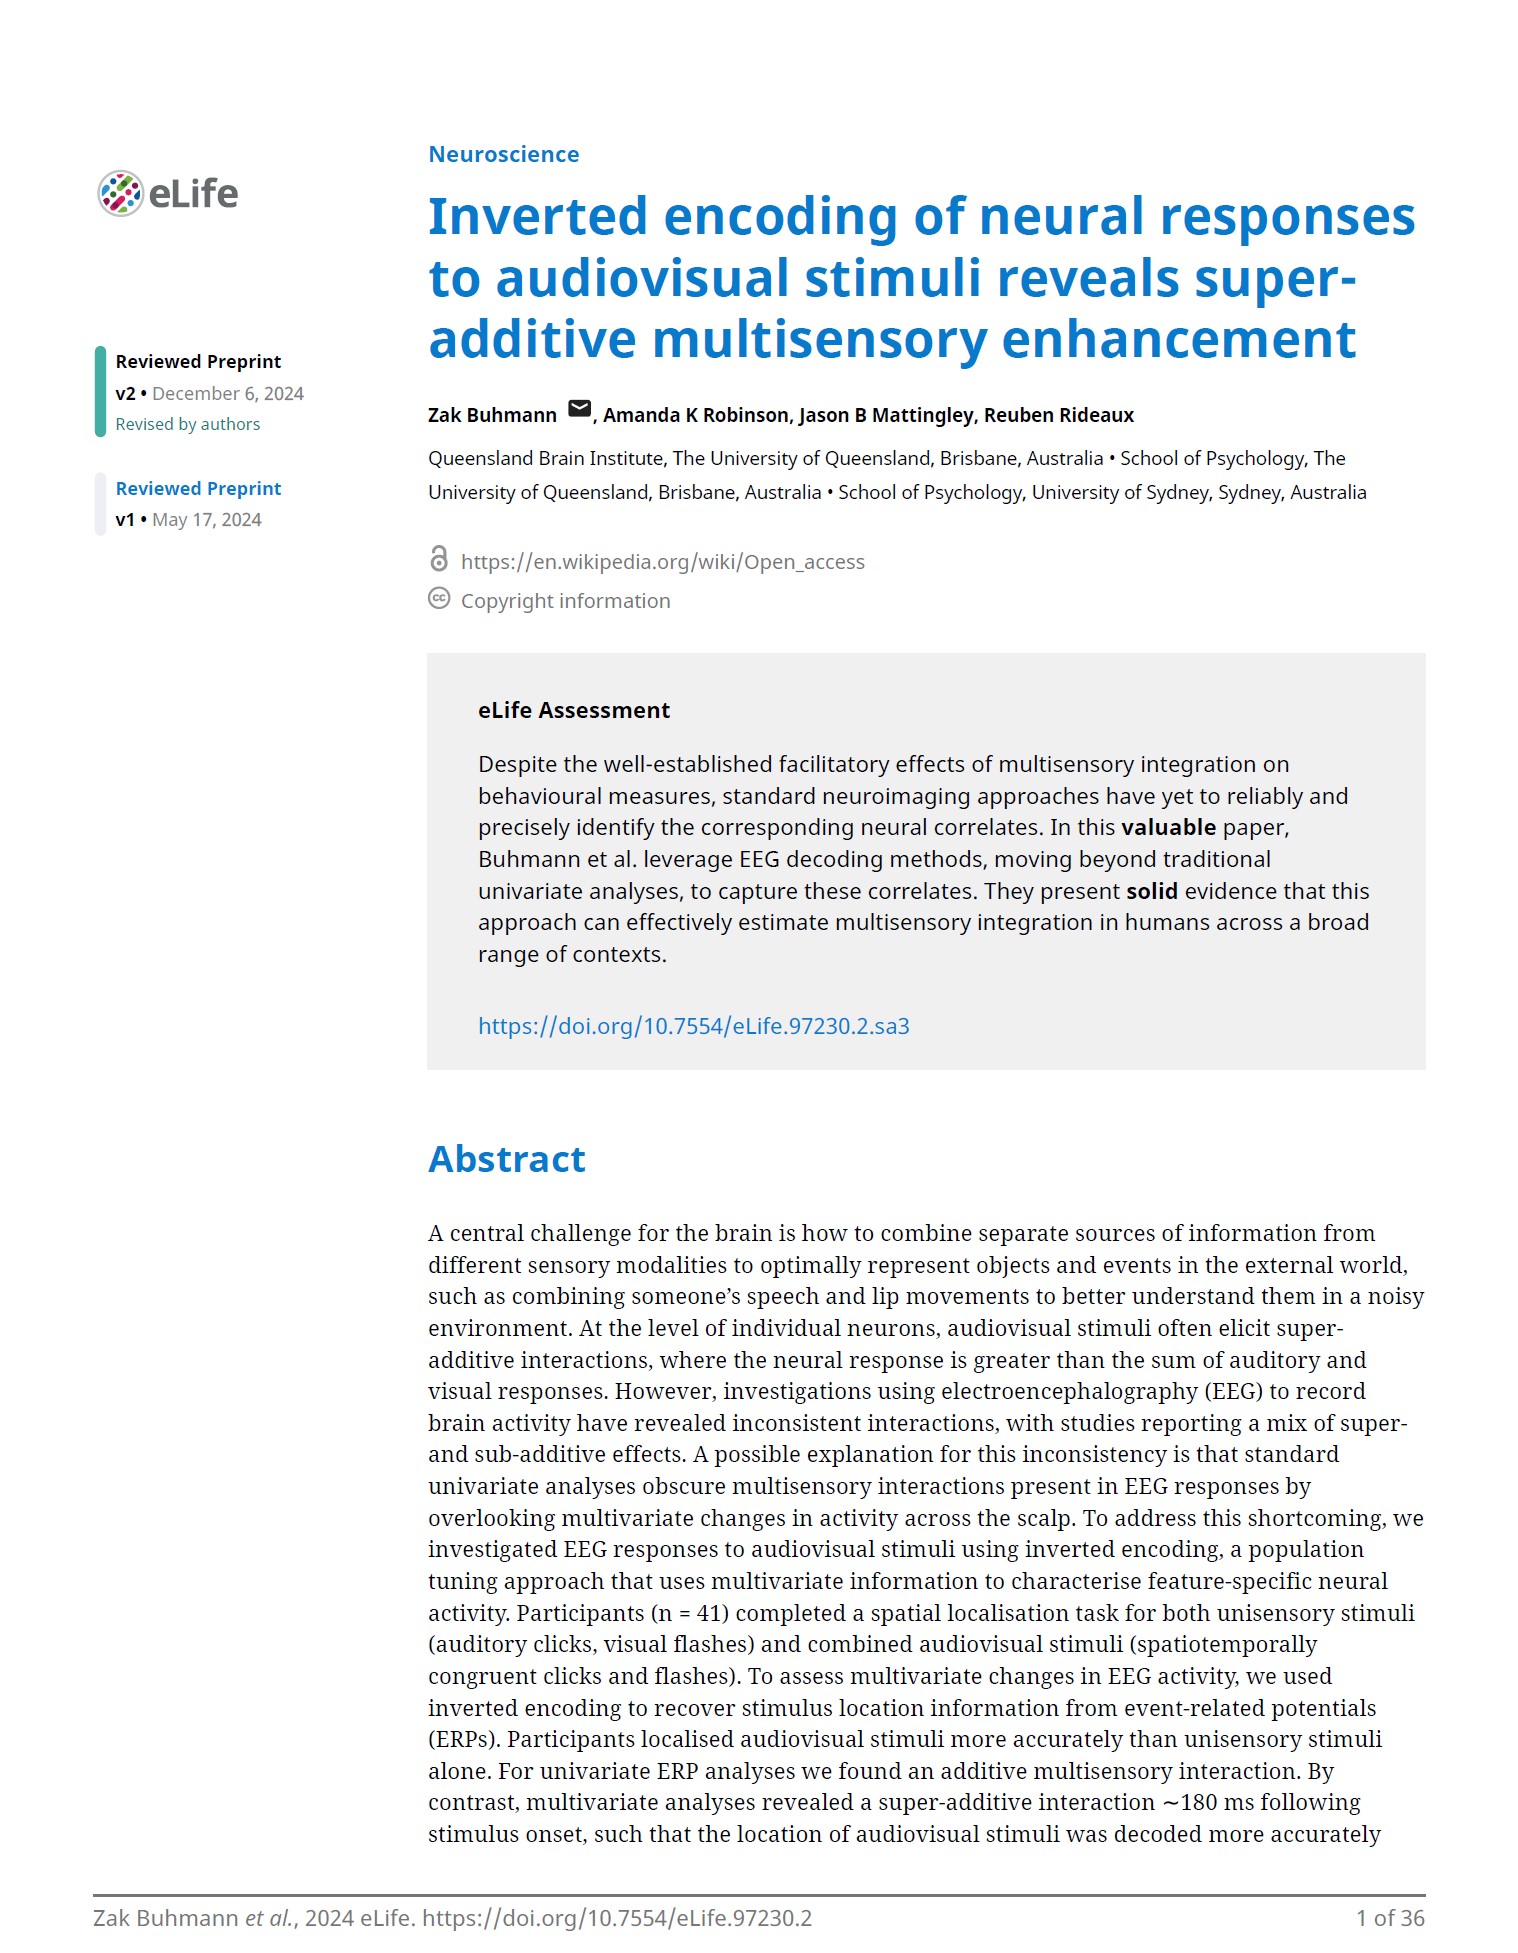 eLife
Reviewed Preprint
v2 • December 6, 2024
Revised by authors
Reviewed Preprint
v1 • May 17, 2024
Neuroscience
Inverted encoding of neural responses
to audiovisual stimuli reveals super-
additive multisensory enhancement
Zak Buhmann , Amanda K Robinson, Jason B Mattingley, Reuben Rideaux
Queensland Brain Institute, The University of Queensland, Brisbane, Australia • School of Psychology, The
University of Queensland, Brisbane, Australia • School of Psychology, University of Sydney, Sydney, Australia
https://en.wikipedia.org/wiki/Open_access
cc Copyright information
eLife Assessment
Despite the well-established facilitatory effects of multisensory integration on
behavioural measures, standard neuroimaging approaches have yet to reliably and
precisely identify the corresponding neural correlates. In this valuable paper,
Buhmann et al. leverage EEG decoding methods, moving beyond traditional
univariate analyses, to capture these correlates. They present solid evidence that this
approach can effectively estimate multisensory integration in humans across a broad
range of contexts.
https://doi.org/10.7554/eLife.97230.2.sa3
Abstract
A central challenge for the brain is how to combine separate sources of information from
different sensory modalities to optimally represent objects and events in the external world,
such as combining someone’s speech and lip movements to better understand them in a noisy
environment. At the level of individual neurons, audiovisual stimuli often elicit super-
additive interactions, where the neural response is greater than the sum of auditory and
visual responses. However, investigations using electroencephalography (EEG) to record
brain activity have revealed inconsistent interactions, with studies reporting a mix of super-
and sub-additive effects. A possible explanation for this inconsistency is that standard
univariate analyses obscure multisensory interactions present in EEG responses by
overlooking multivariate changes in activity across the scalp. To address this shortcoming, we
investigated EEG responses to audiovisual stimuli using inverted encoding, a population
tuning approach that uses multivariate information to characterise feature-specific neural
activity. Participants (n = 41) completed a spatial localisation task for both unisensory stimuli
(auditory clicks, visual flashes) and combined audiovisual stimuli (spatiotemporally
congruent clicks and flashes). To assess multivariate changes in EEG activity, we used
inverted encoding to recover stimulus location information from event-related potentials
(ERPs). Participants localised audiovisual stimuli more accurately than unisensory stimuli
alone. For univariate ERP analyses we found an additive multisensory interaction. By
contrast, multivariate analyses revealed a super-additive interaction ∼180 ms following
stimulus onset, such that the location of audiovisual stimuli was decoded more accurately
Zak Buhmann et al., 2024 eLife. https://doi.org/10.7554/eLife.97230.2
1 of 36